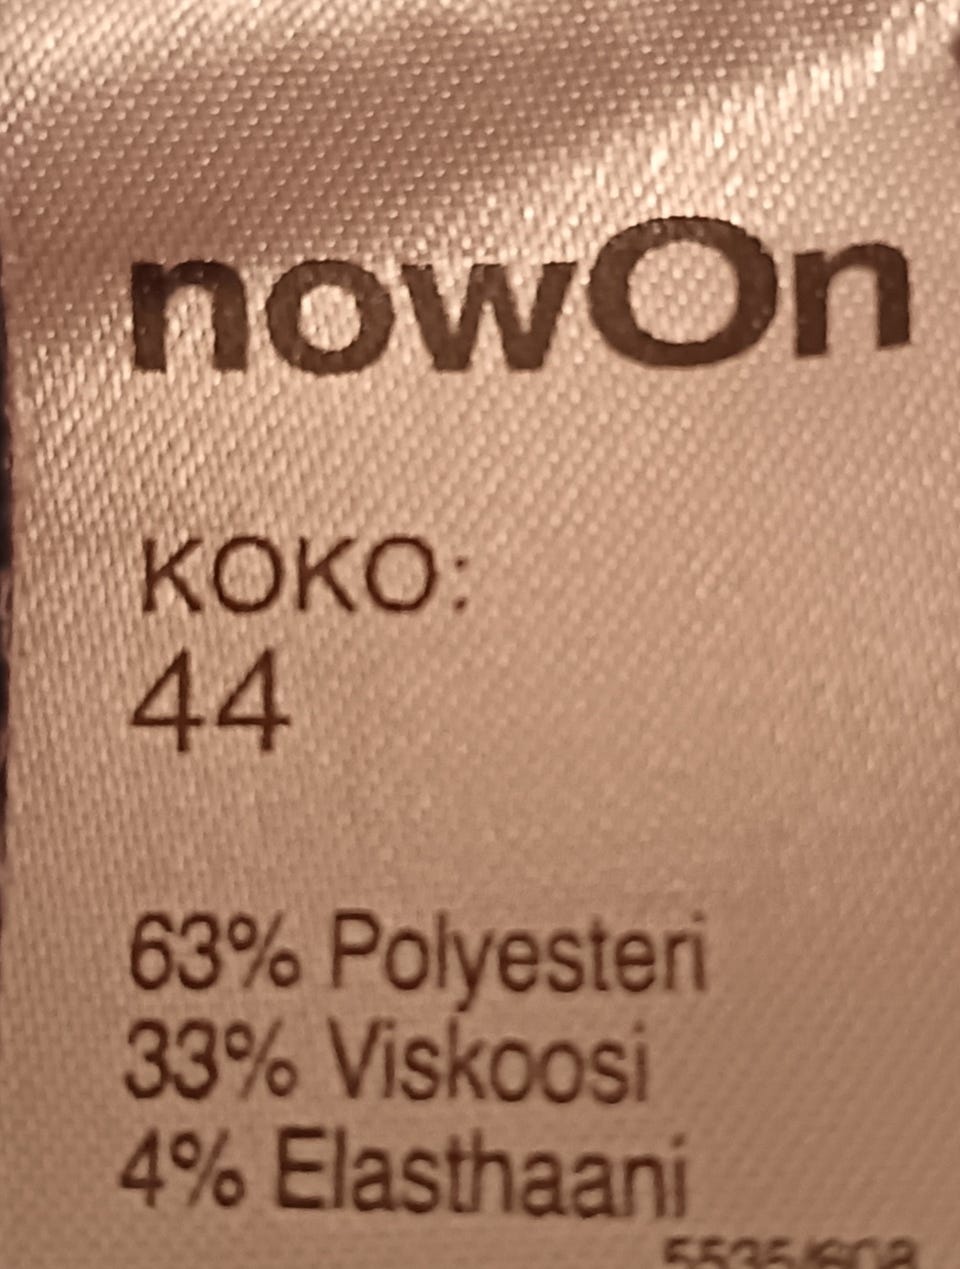 nowOn
KOKO:
44
63% Polyesteri
33% Viskoosi
4% Elasthaani